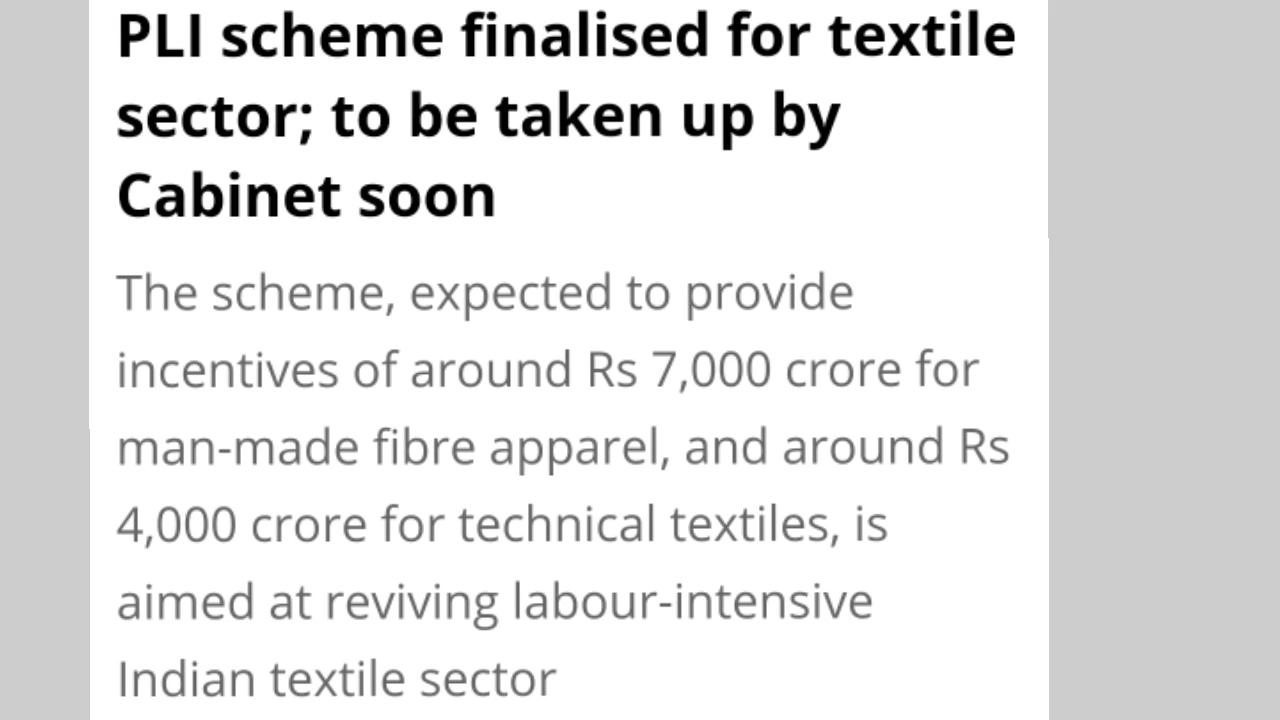 PLI scheme finalised for textile
sector; to be taken up by
Cabinet soon
The scheme, expected to provide
incentives of around Rs 7,000 crore for
man-made fibre apparel, and around Rs
4,000 crore for technical textiles, is
aimed at reviving labour-intensive
Indian textile sector